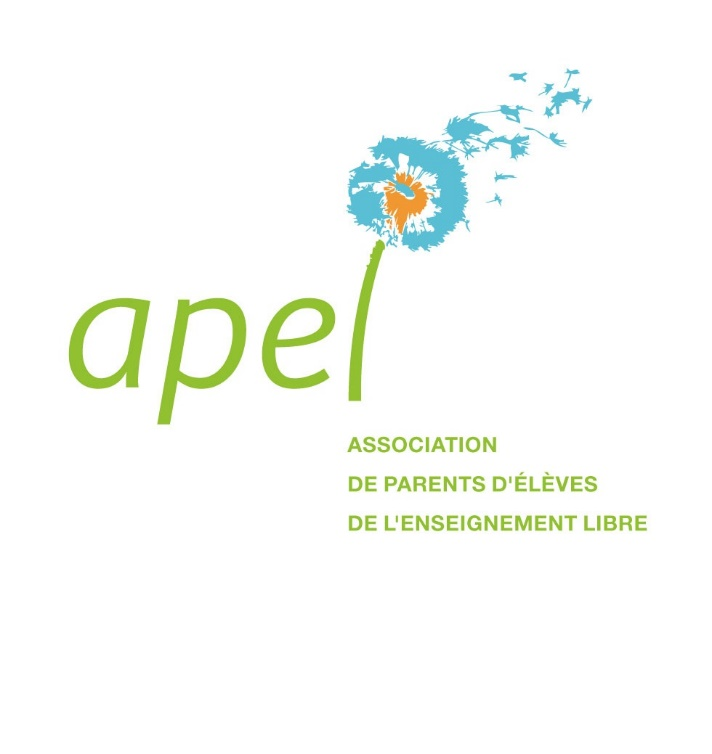 apel
ASSOCIATION
DE PARENTS D'ÉLÈVES
DE L'ENSEIGNEMENT LIBRE